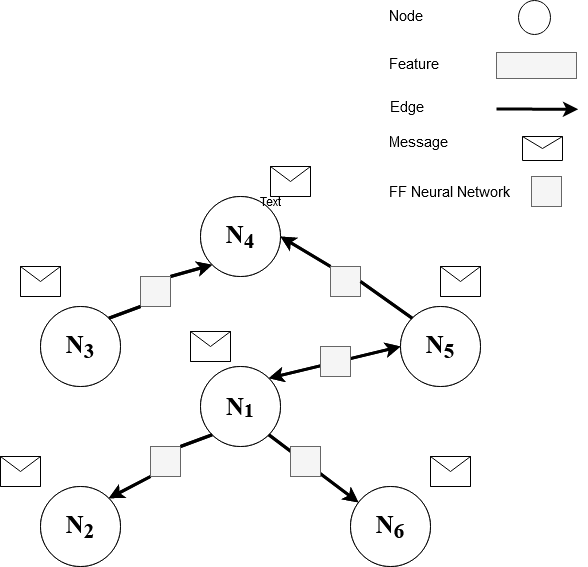 Node
Feature
Edge
Message
FF Neural Network
Text
N4
N3
N5
N1
N2
N6